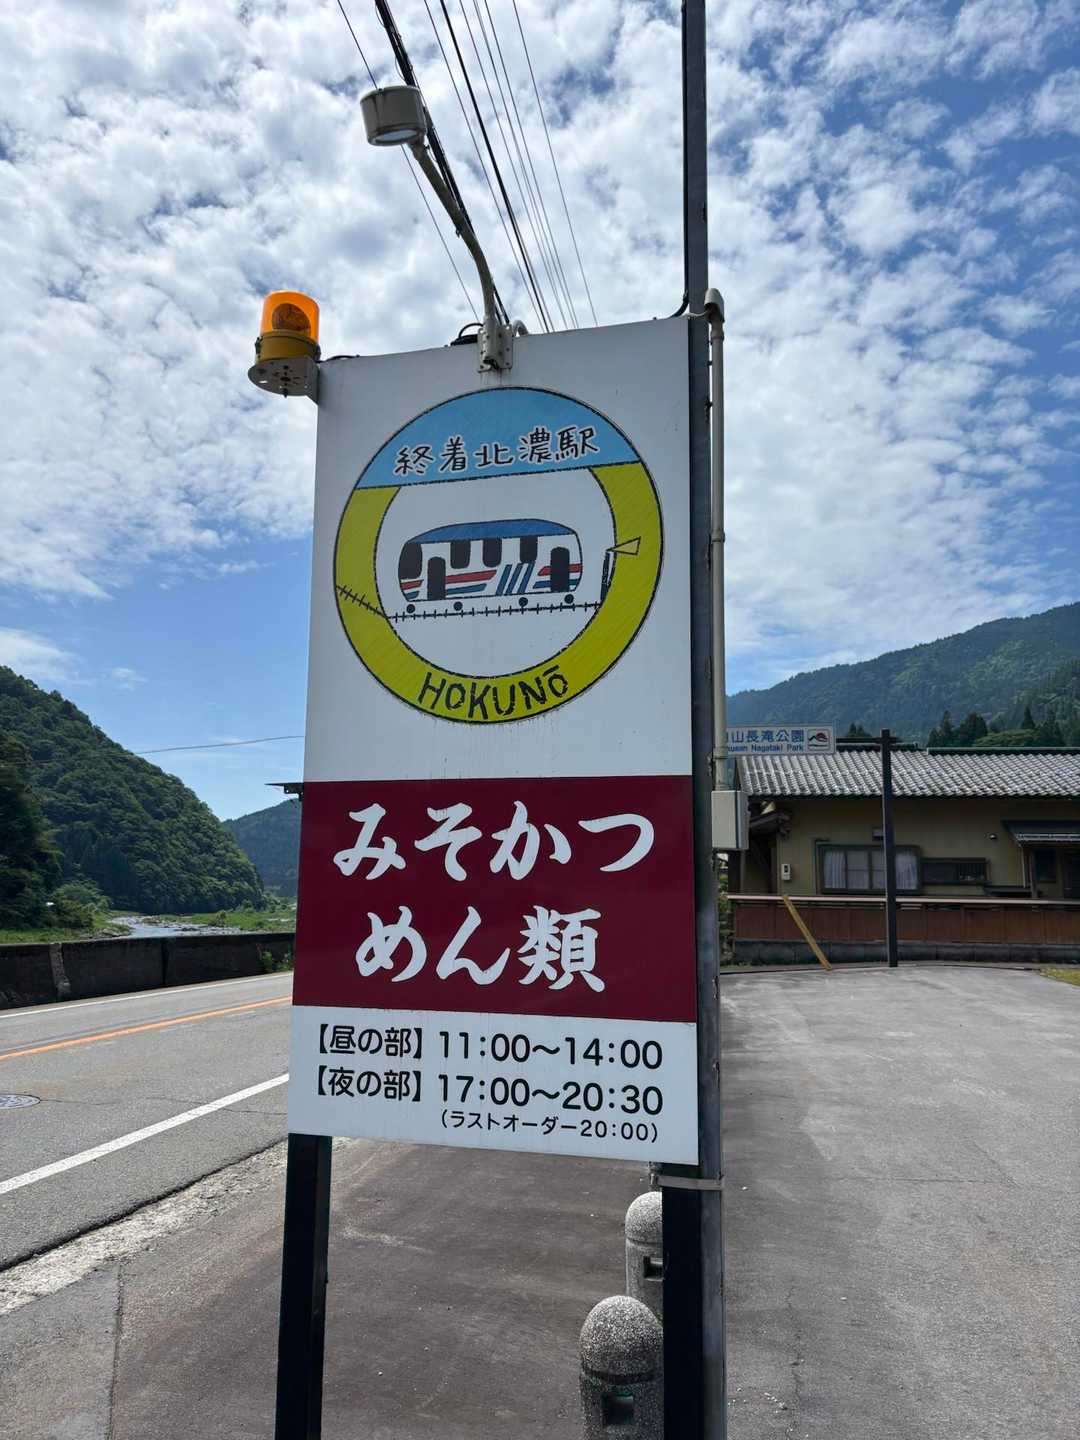 終着北濃駅
HOKUNŌ
みそかつ
めん類
【昼の部】11:00〜14:00
【夜の部】17:00〜20:30
(ラストオーダー20:00)
山長滝公園
Nagataki Park